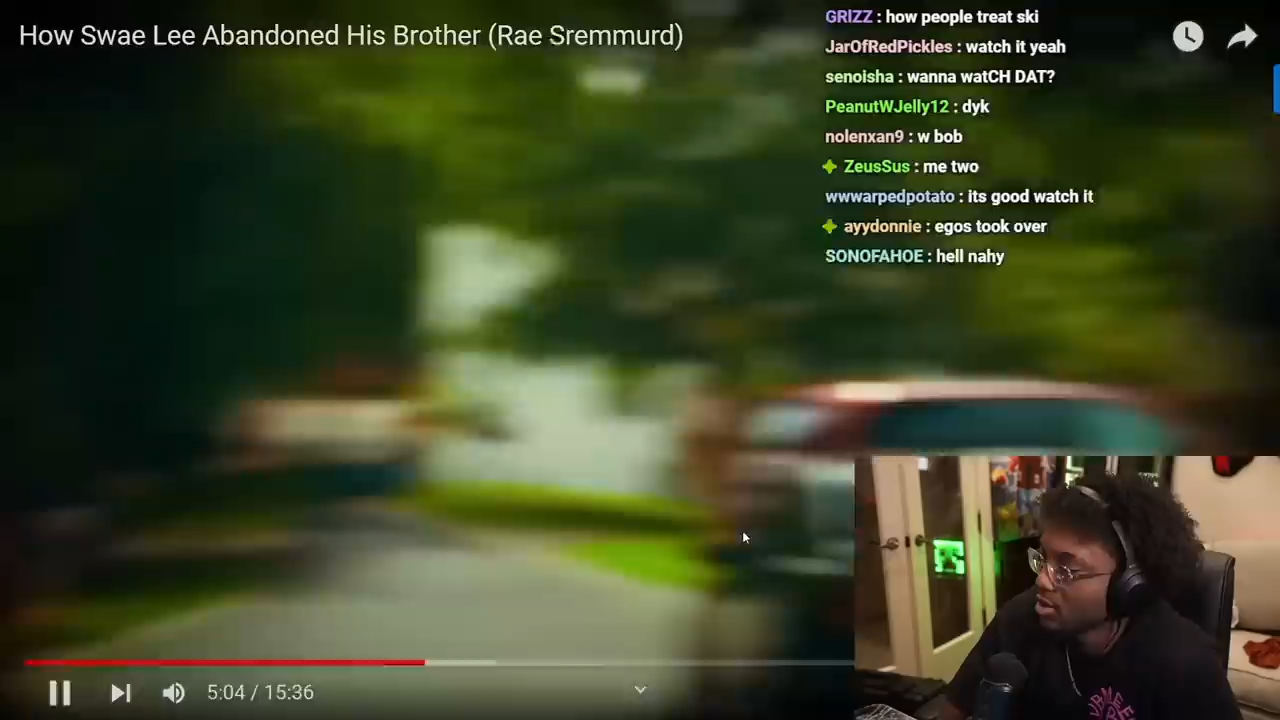 How Swae Lee Abandoned His Brother (Rae Sremmurd)
GRIZZ : how people treat ski
JarOfRedPickles : watch it yeah
senoisha : wanna watCH DAT?
PeanutWJelly12 : dyk
nolenxan9 : w bob
ZeusSus : me two
wwwarpedpotato : its good watch it
ayydonnie : egos took over
SONOFAHOE : hell nahy
5:04 / 15:36